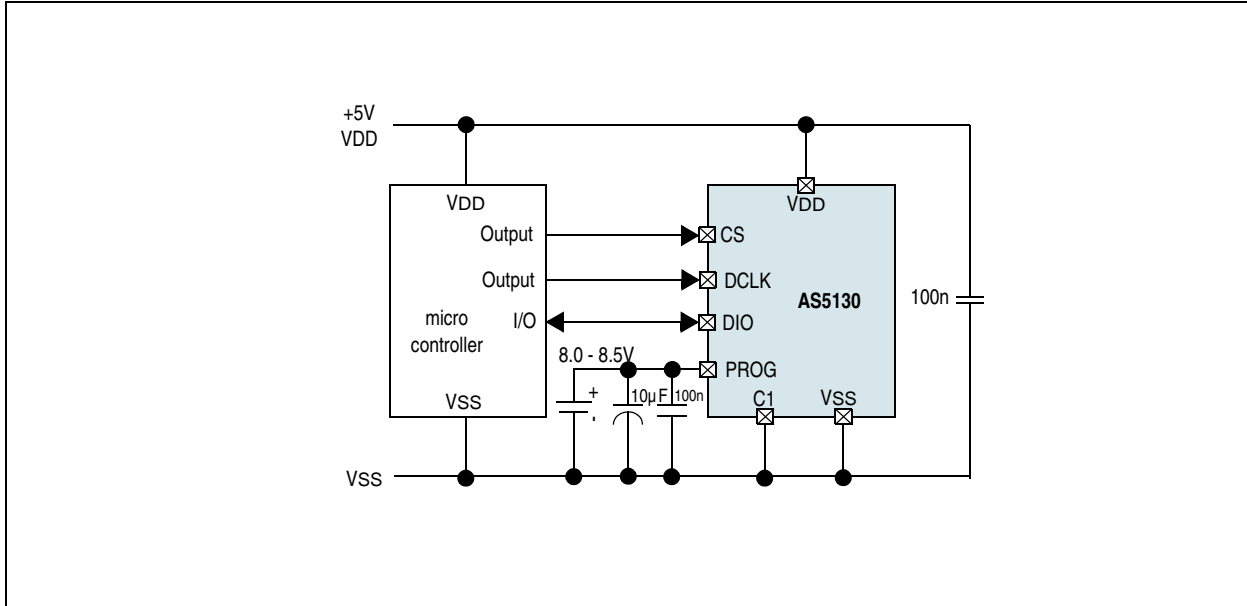 +5V
VDD
VDD
VDD
Output
CS
Output
DCLK
AS5130
100n
micro
controller
I/O
DIO
8.0 - 8.5V
PROG
+
-
10µF
100n
C1
VSS
VSS
VSS